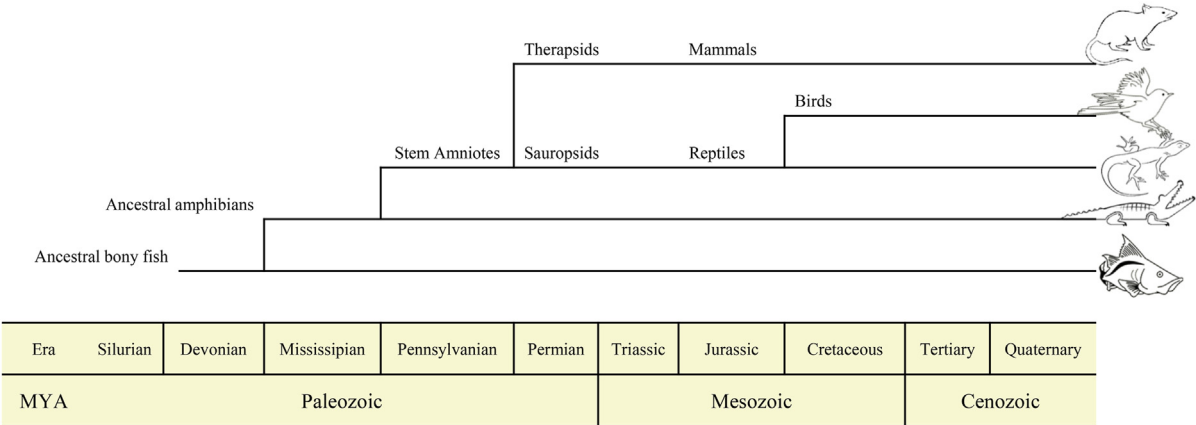 Therapsids Mammals
Birds
Stem Amniotes Sauropsids Reptiles
Ancestral amphibians
Ancestral bony fish
Era Silurian Devonian Mississipian Pennsylvanian Permian Triassic Jurassic Cretaceous Tertiary Quaternary
MYA Paleozoic Mesozoic Cenozoic